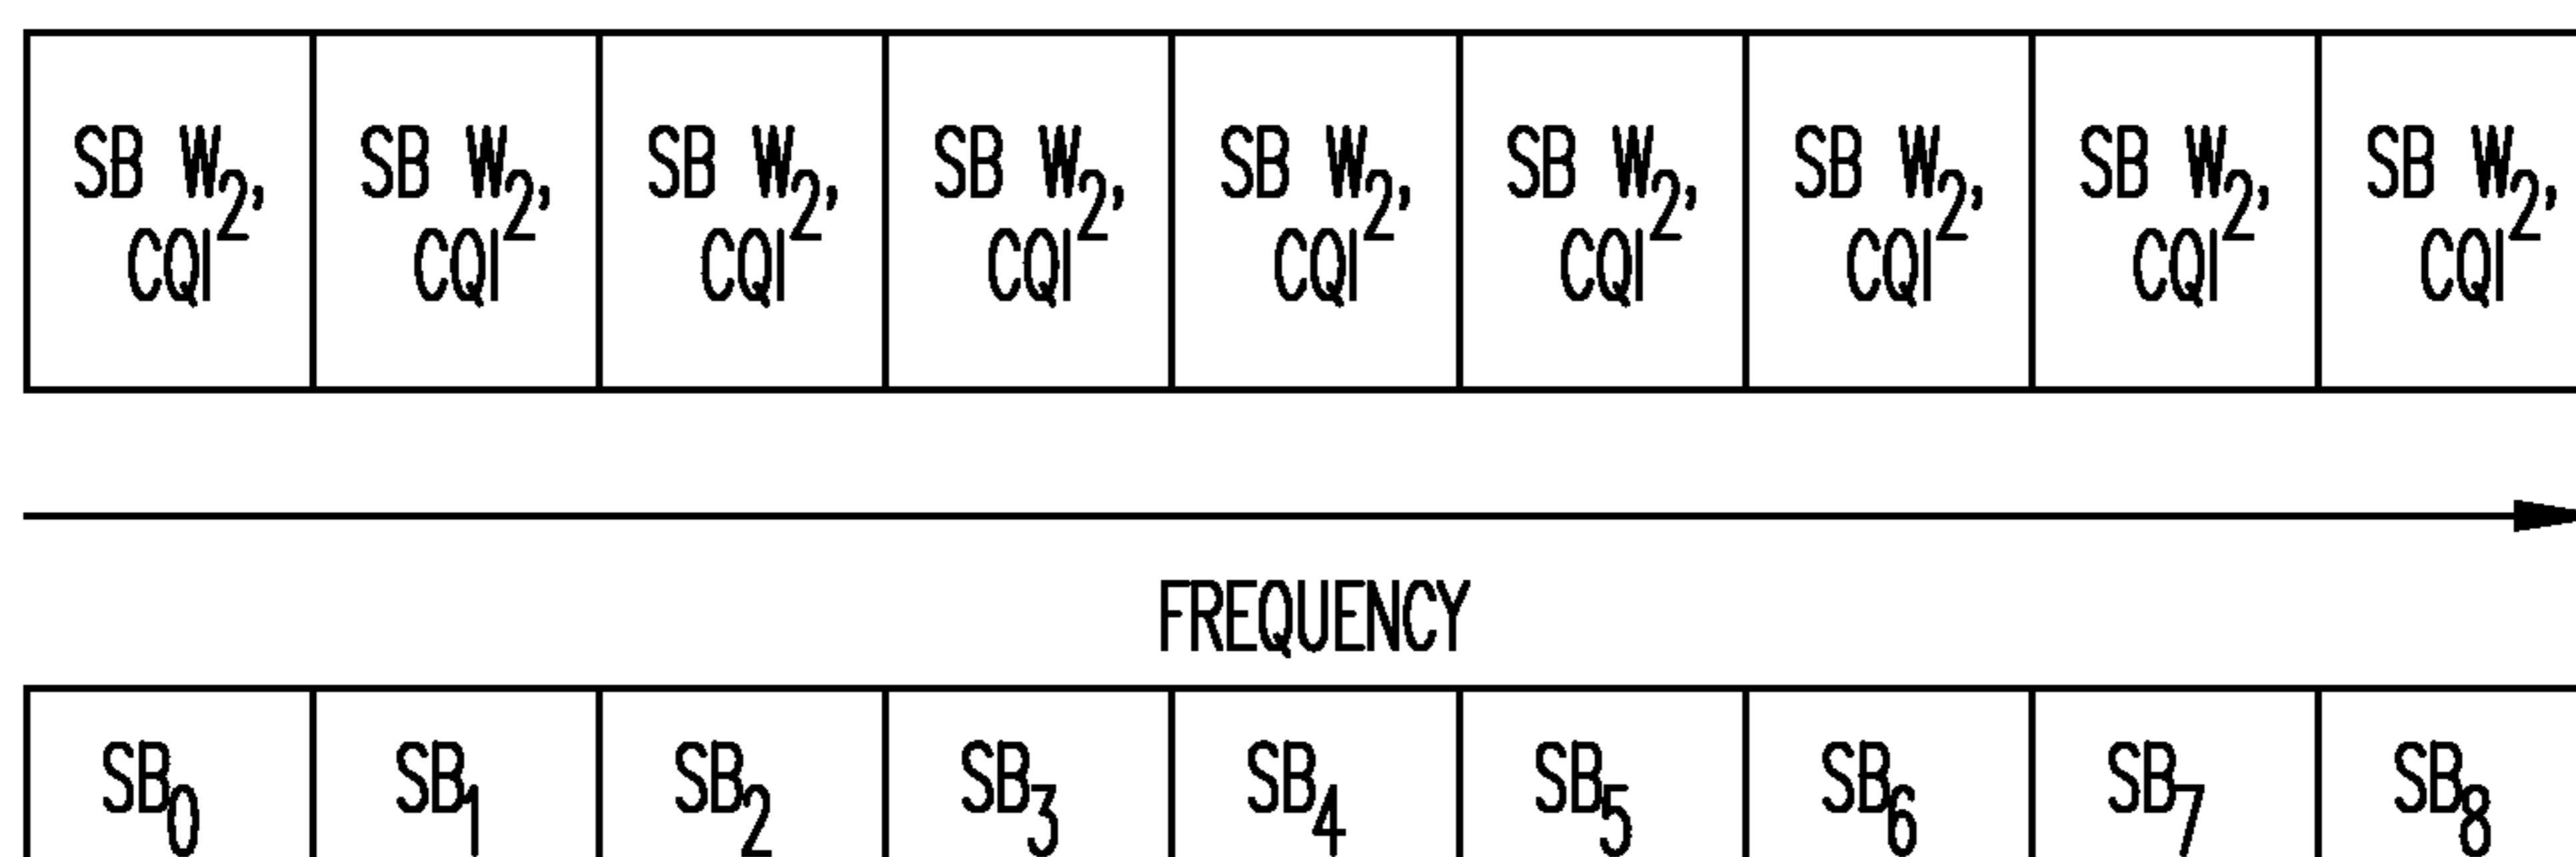 SB W2, SB W2, SB W2, SB W2, SB W2, SB W2, SB W2, SB W2, SB W2,
CQI CQI CQI CQI CQI CQI CQI CQI CQI
FREQUENCY
SB0 SB1 SB2 SB3 SB4 SB5 SB6 SB7 SB8